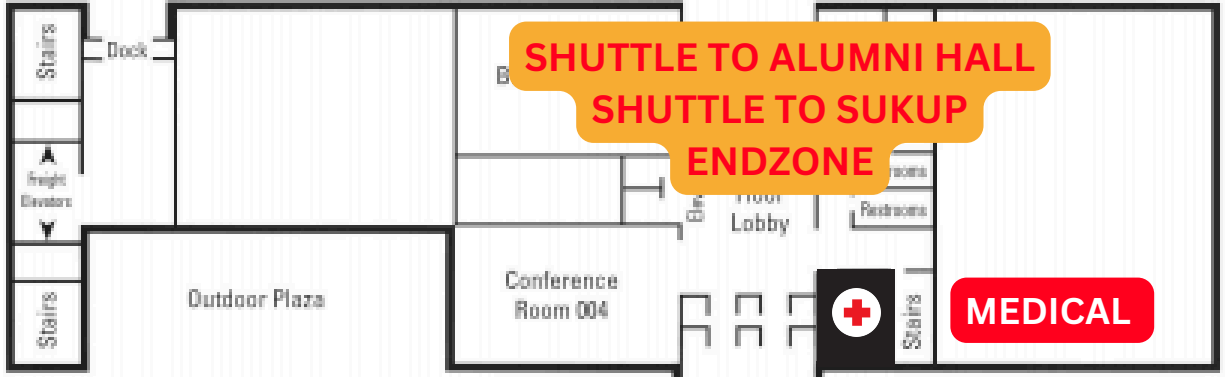 Stairs
Dock
SHUTTLE TO ALUMNI HALL
SHUTTLE TO SUKUP
ENDZONE
Freight
Elevators
Lobby
Restrooms
Outdoor Plaza
Conference
Room 004
Stairs
Stairs
MEDICAL